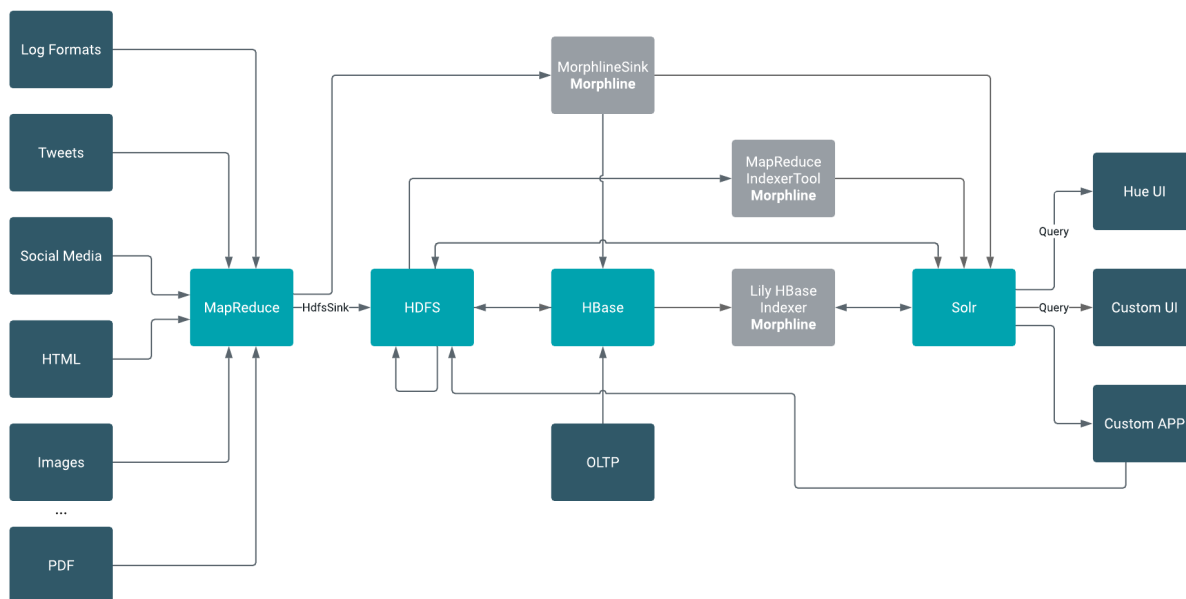 Log Formats
Tweets
Social Media
HTML
Images
...
PDF
MapReduce
HdfsSink
HDFS
MorphlineSink
Morphline
MapReduce
IndexerTool
Morphline
HBase
Lily HBase
Indexer
Morphline
OLTP
Solr
Query
Query
Hue UI
Custom UI
Custom APP